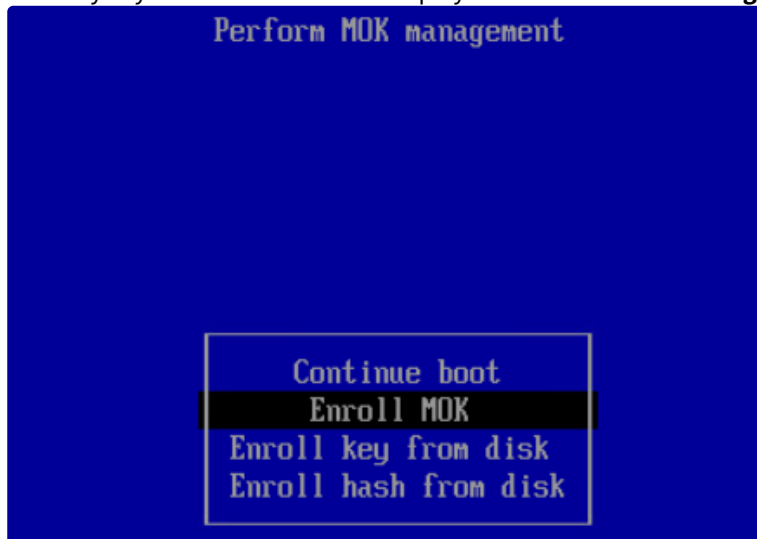 Perform MOK management
Continue boot
Enroll MOK
Enroll key from disk
Enroll hash from disk